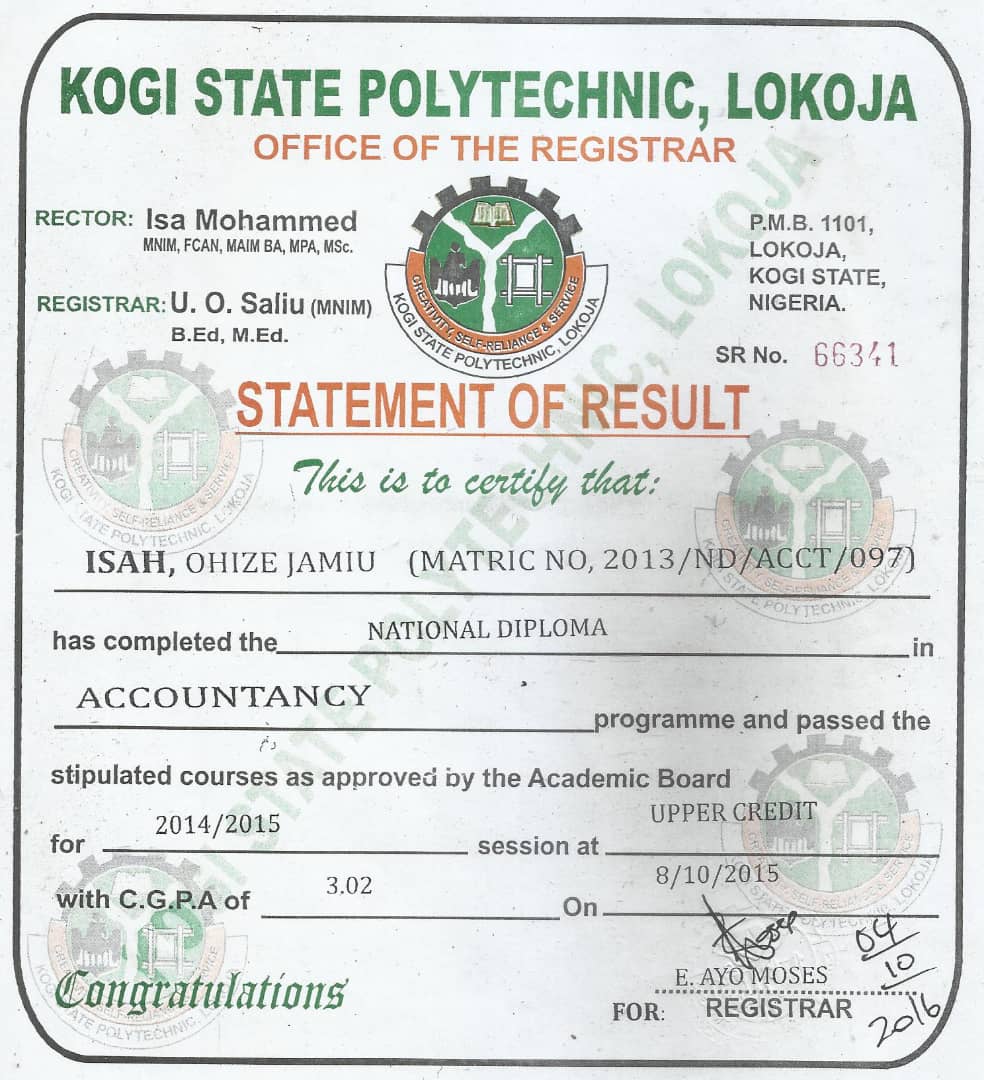 KOGI STATE POLYTECHNIC, LOKOJA
OFFICE OF THE REGISTRAR
RECTOR: Isa Mohammed
MNIM, FCAN, MAIM BA, MPA, MSc.
REGISTRAR: U. O. Saliu (MNIM)
B.Ed, M.Ed.
CREATIVITY, SELF-RELIANCE & SERVICE
KOGI STATE POLYTECHNIC, LOKOJA
P.M.B. 1101,
LOKOJA,
KOGI STATE,
NIGERIA.
SR No. 66341
STATEMENT OF RESULT
This is to certify that:
ISAH, OHIZE JAMIU (MATRIC NO, 2013/ND/ACCT/097)
has completed the NATIONAL DIPLOMA in
ACCOUNTANCY programme and passed the
stipulated courses as approved by the Academic Board
for 2014/2015 session at UPPER CREDIT
with C.G.P.A of 3.02 On 8/10/2015
04
10
2016
E. AYO MOSES
FOR: REGISTRAR
Congratulations
KOGI STATE POLYTECHNIC, LOKOJA